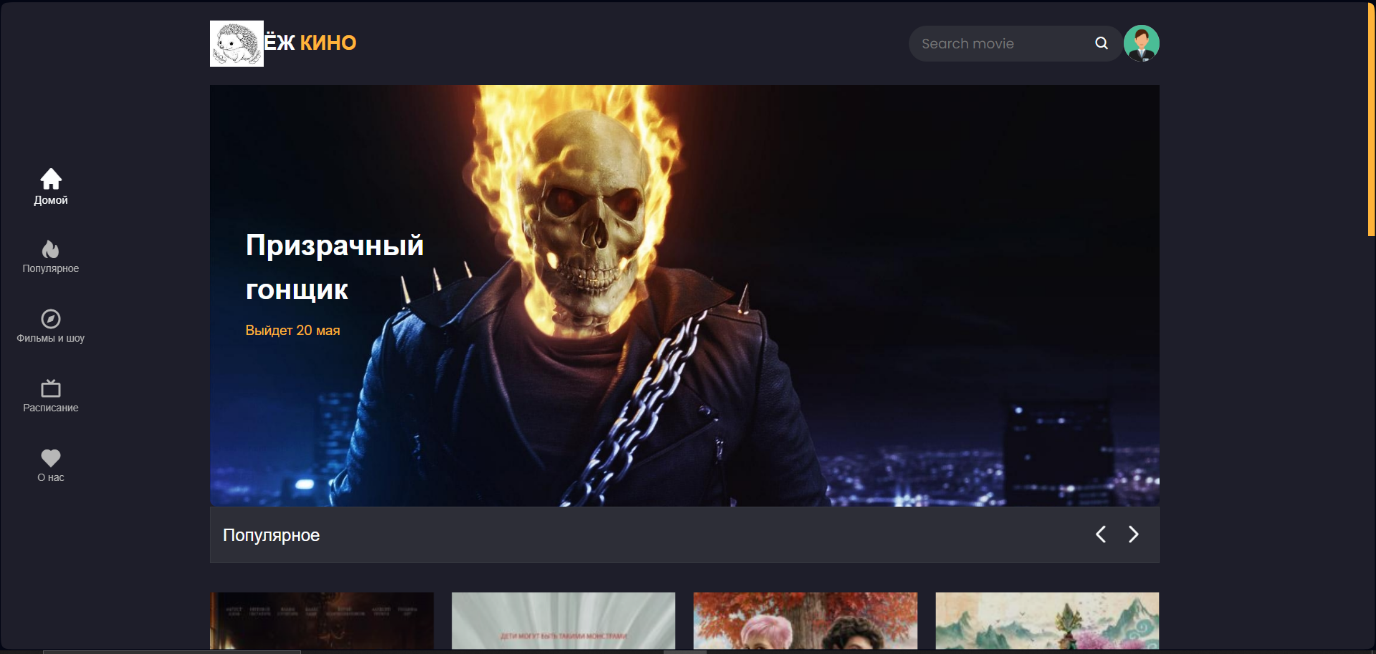 ЁЖ КИНО
Search movie
Домой
Популярное
Фильмы и шоу
Расписание
О нас
Призрачный
гонщик
Выйдет 20 мая
Популярное
ДЕТИ МОГУТ БЫТЬ ТАКИМИ МОНСТРАМИ